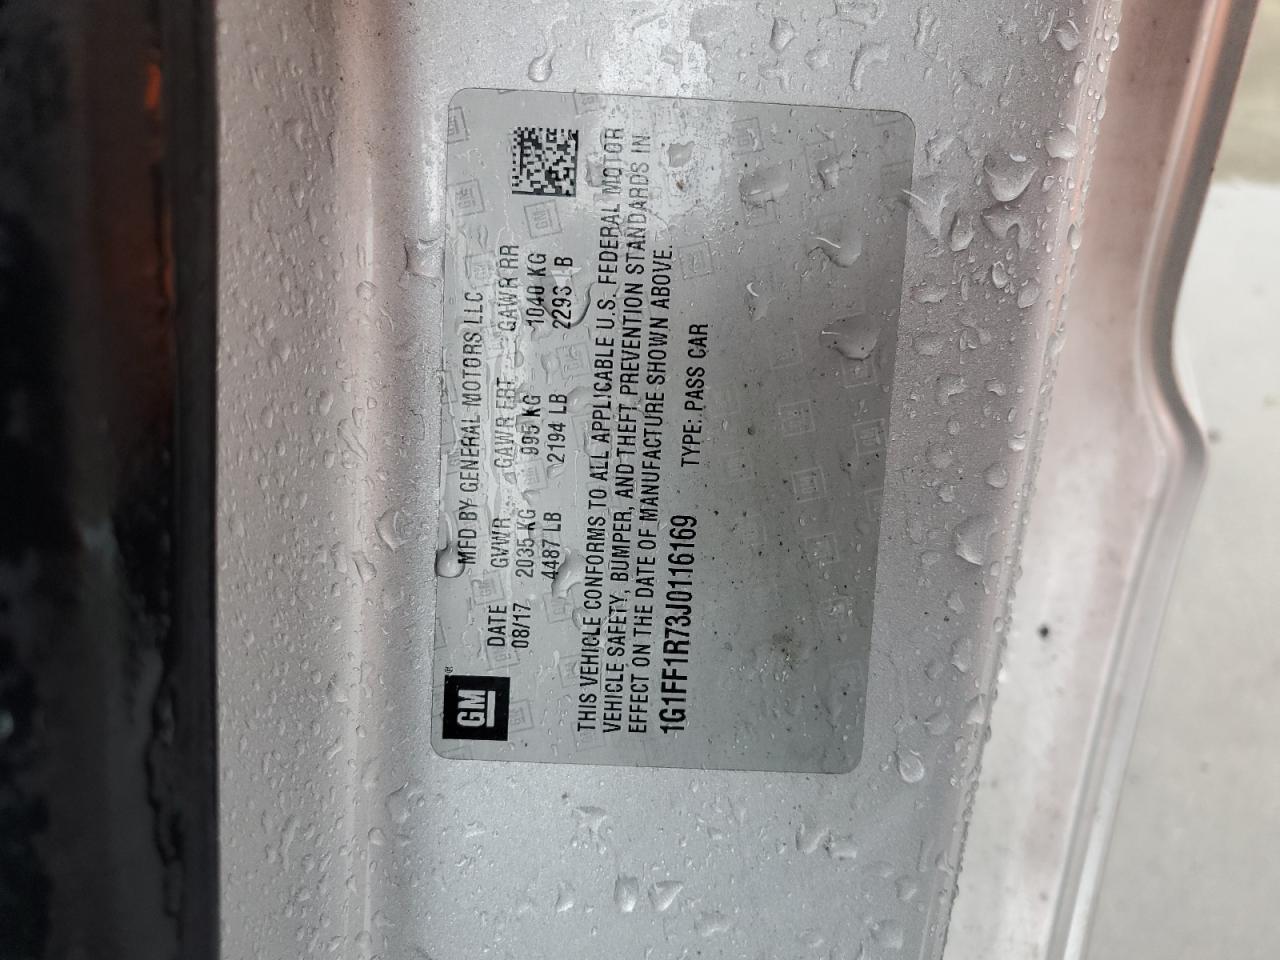 GM®
MFD BY GENERAL MOTORS LLC
DATE GVWR GAWR FRT GAWR RR
08/17 2035 KG 995 KG 1040 KG
4487 LB 2194 LB 2293 LB
THIS VEHICLE CONFORMS TO ALL APPLICABLE U.S. FEDERAL MOTOR
VEHICLE SAFETY, BUMPER, AND THEFT PREVENTION STANDARDS IN
EFFECT ON THE DATE OF MANUFACTURE SHOWN ABOVE.
1G1FF1R73J0116169 TYPE: PASS CAR